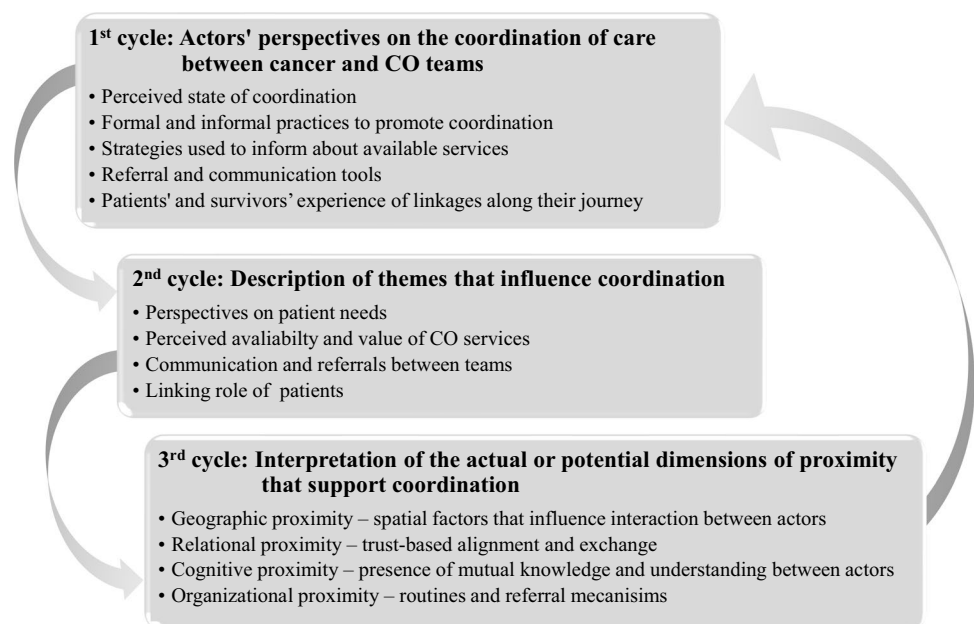 1st cycle: Actors' perspectives on the coordination of care
between cancer and CO teams
• Perceived state of coordination
• Formal and informal practices to promote coordination
• Strategies used to inform about available services
• Referral and communication tools
• Patients' and survivors’ experience of linkages along their journey
2nd cycle: Description of themes that influence coordination
• Perspectives on patient needs
• Perceived avaliabilty and value of CO services
• Communication and referrals between teams
• Linking role of patients
3rd cycle: Interpretation of the actual or potential dimensions of proximity
that support coordination
• Geographic proximity – spatial factors that influence interaction between actors
• Relational proximity – trust-based alignment and exchange
• Cognitive proximity – presence of mutual knowledge and understanding between actors
• Organizational proximity – routines and referral mecanisims